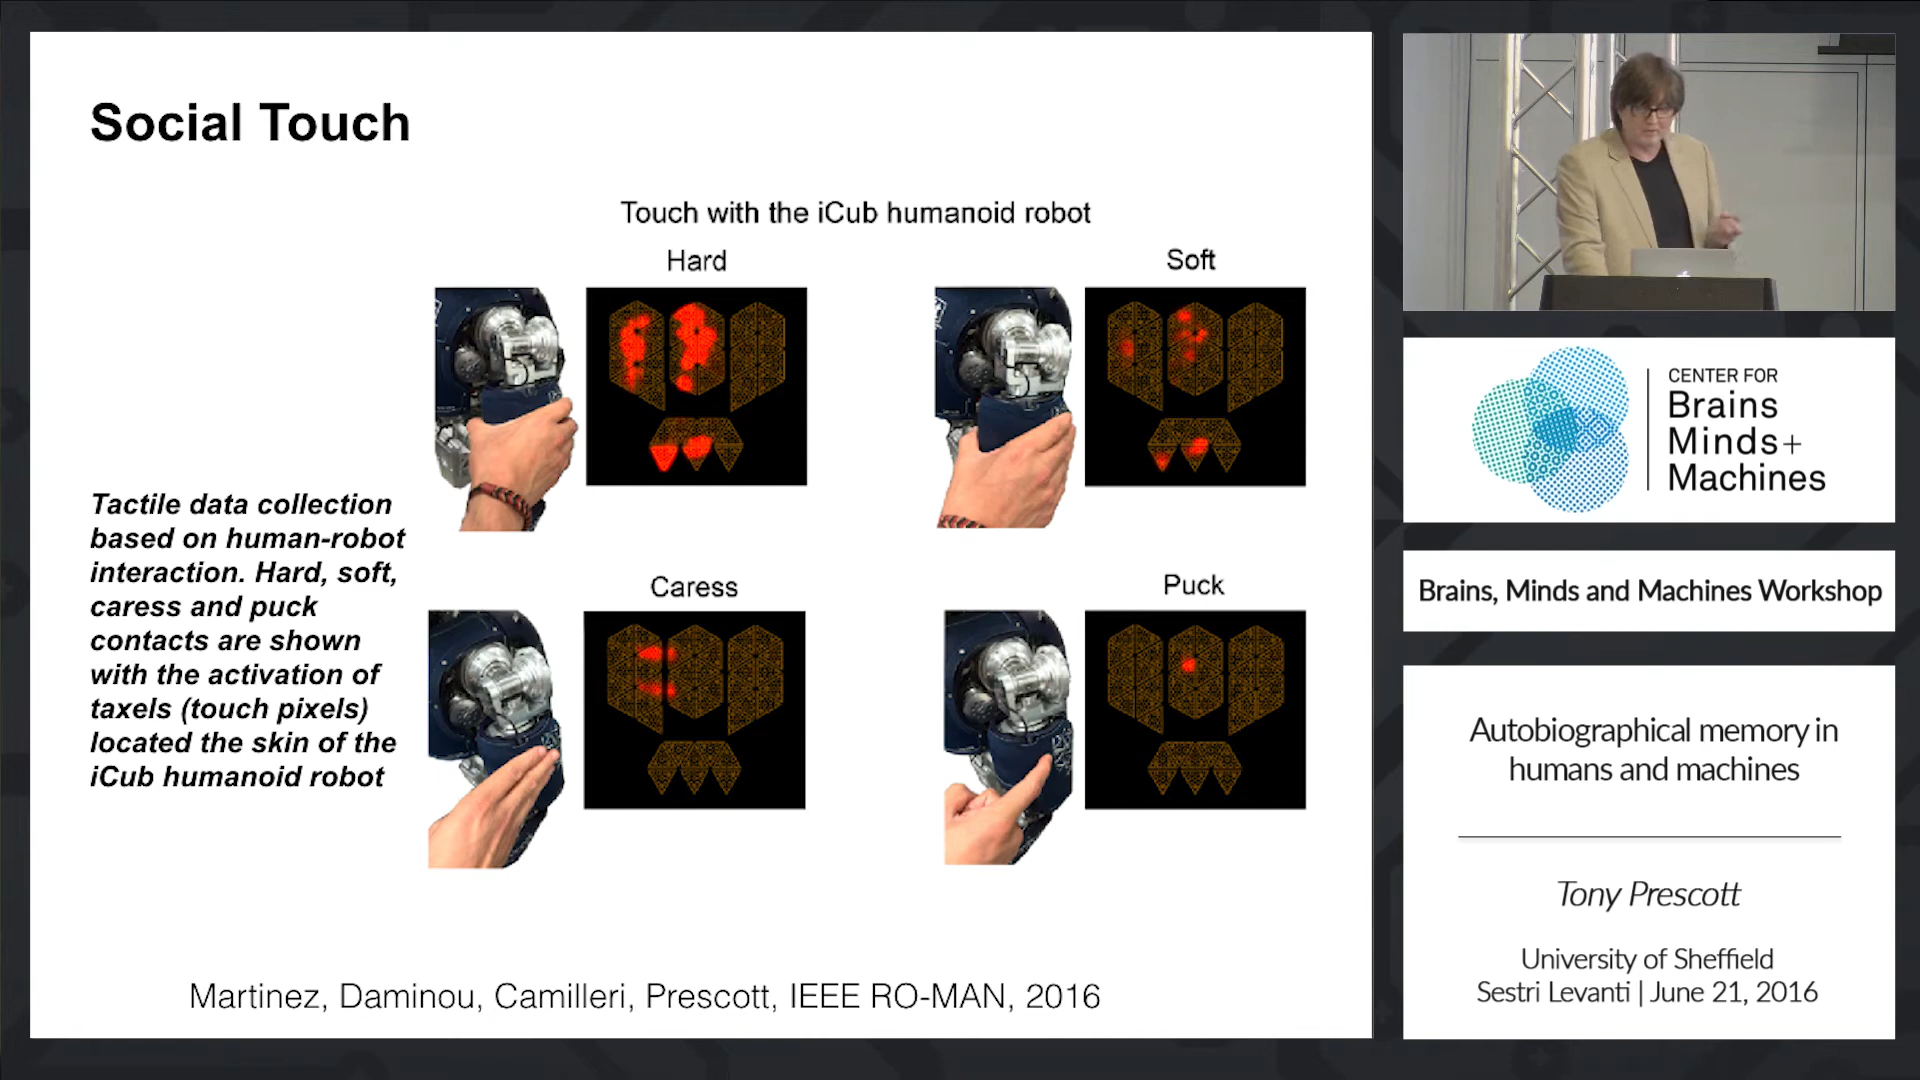 Social Touch
Touch with the iCub humanoid robot
Hard
Soft
Caress
Puck
Tactile data collection
based on human-robot
interaction. Hard, soft,
caress and puck
contacts are shown
with the activation of
taxels (touch pixels)
located the skin of the
iCub humanoid robot
Martinez, Daminou, Camilleri, Prescott, IEEE RO-MAN, 2016
CENTER FOR
Brains
Minds+
Machines
Brains, Minds and Machines Workshop
Autobiographical memory in
humans and machines
Tony Prescott
University of Sheffield
Sestri Levanti | June 21, 2016